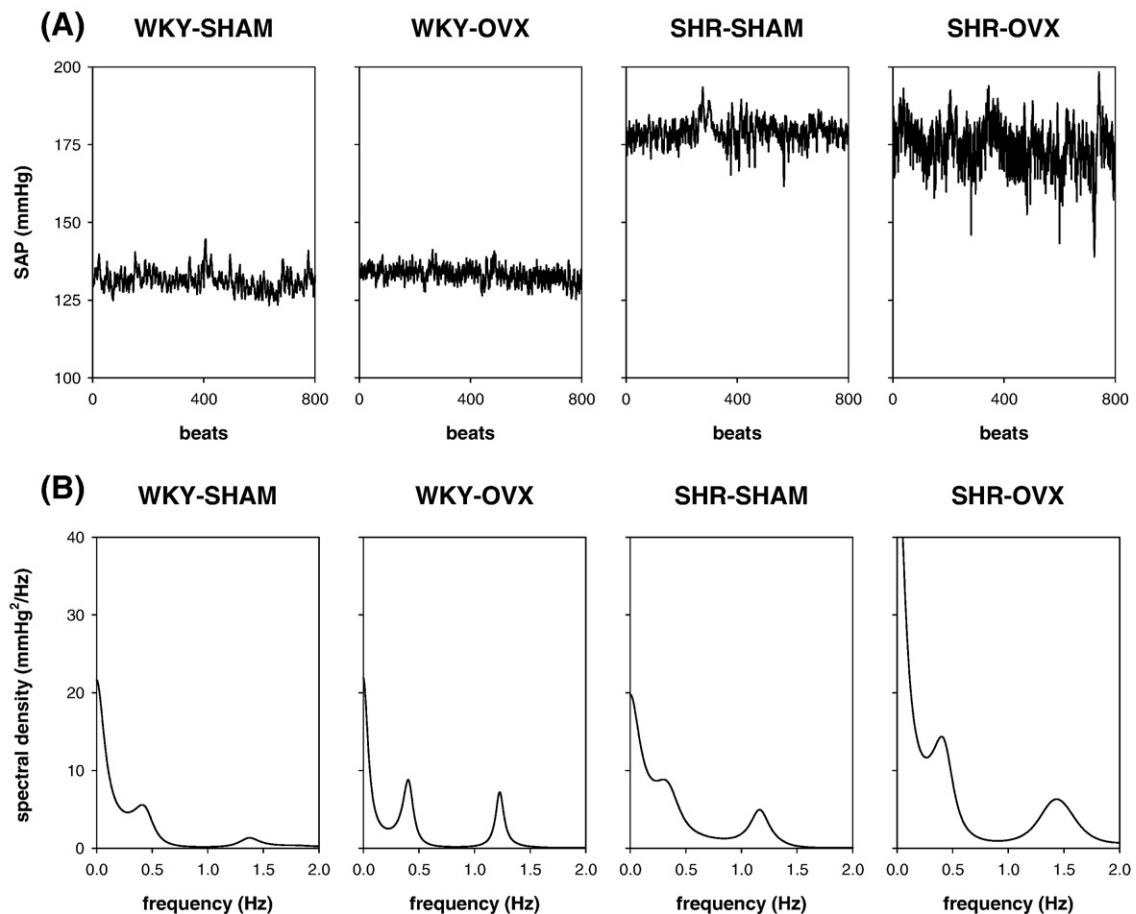 (A) WKY-SHAM WKY-OVX SHR-SHAM SHR-OVX
200
175
150
125
100
SAP (mmHg)
0 400 800 0 400 800 0 400 800 0 400 800
beats beats beats beats
(B) WKY-SHAM WKY-OVX SHR-SHAM SHR-OVX
40
30
20
10
0
spectral density (mmHg²/Hz)
0.0 0.5 1.0 1.5 2.0 0.0 0.5 1.0 1.5 2.0 0.0 0.5 1.0 1.5 2.0 0.0 0.5 1.0 1.5 2.0
frequency (Hz) frequency (Hz) frequency (Hz) frequency (Hz)